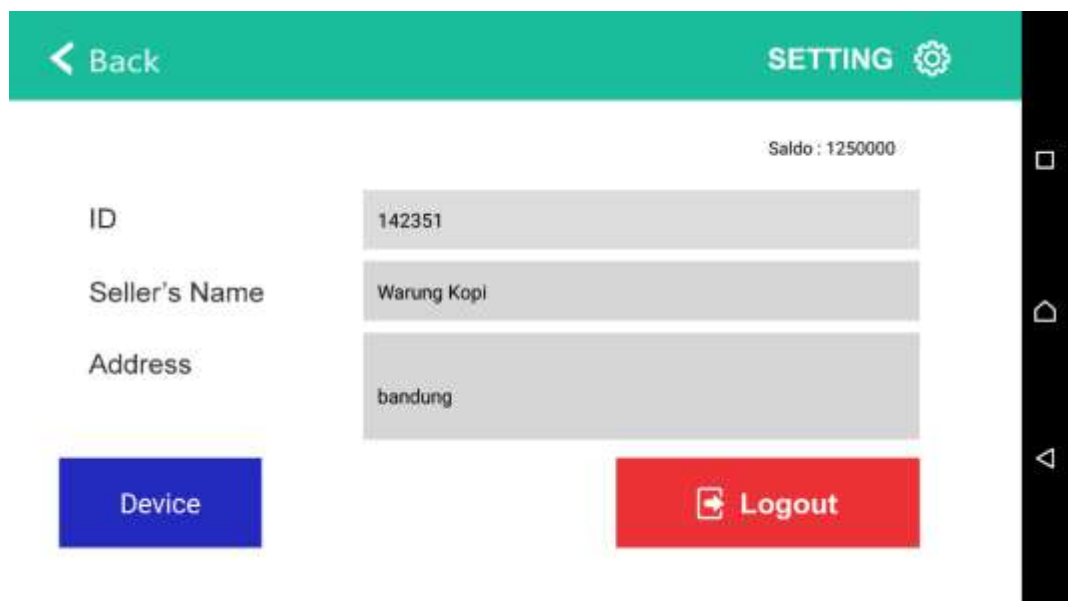 Back
SETTING
Saldo : 1250000
ID
142351
Seller's Name
Warung Kopi
Address
bandung
Device
Logout